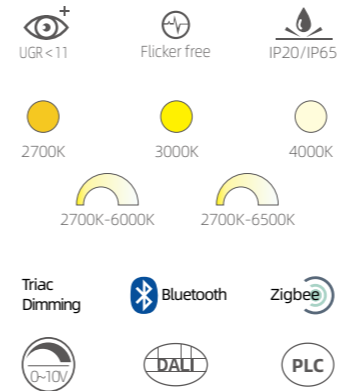 UGR<11
Flicker free
IP20/IP65
2700K
3000K
4000K
2700K-6000K
2700K-6500K
Triac
Dimming
Bluetooth
Zigbee
0~10V
DALI
PLC